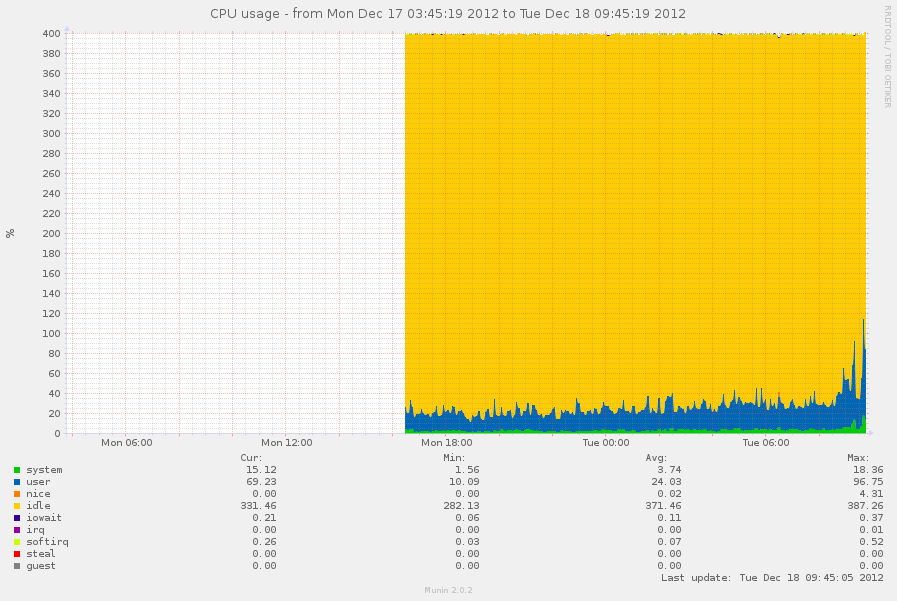 CPU usage - from Mon Dec 17 03:45:19 2012 to Tue Dec 18 09:45:19 2012
RRDTOOL / TOBI OETIKER
%
400
380
360
340
320
300
280
260
240
220
200
180
160
140
120
100
80
60
40
20
0
Mon 06:00 Mon 12:00 Mon 18:00 Tue 00:00 Tue 06:00
Cur: Min: Avg: Max:
system 15.12 1.56 3.74 18.36
user 69.23 10.09 24.03 96.75
nice 0.00 0.00 0.02 4.31
idle 331.46 282.13 371.46 387.26
iowait 0.21 0.06 0.11 0.37
irq 0.00 0.00 0.00 0.01
softirq 0.26 0.03 0.07 0.52
steal 0.00 0.00 0.00 0.00
guest 0.00 0.00 0.00 0.00
Last update: Tue Dec 18 09:45:05 2012
Munin 2.0.2